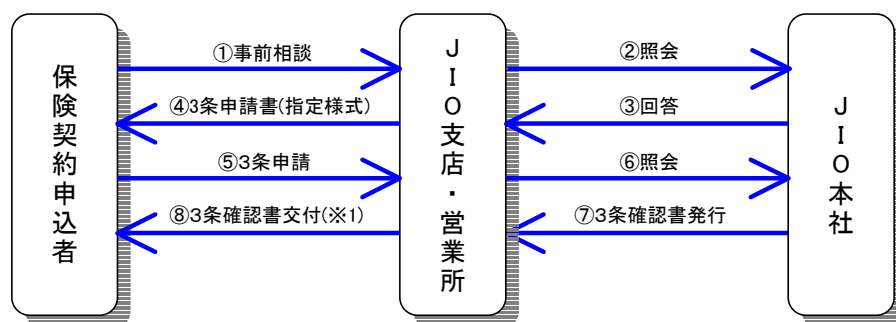 保険契約申込者
①事前相談
④3条申請書(指定様式)
⑤3条申請
⑧3条確認書交付(※1)
JIO支店・営業所
②照会
③回答
⑥照会
⑦3条確認書発行
JIO本社